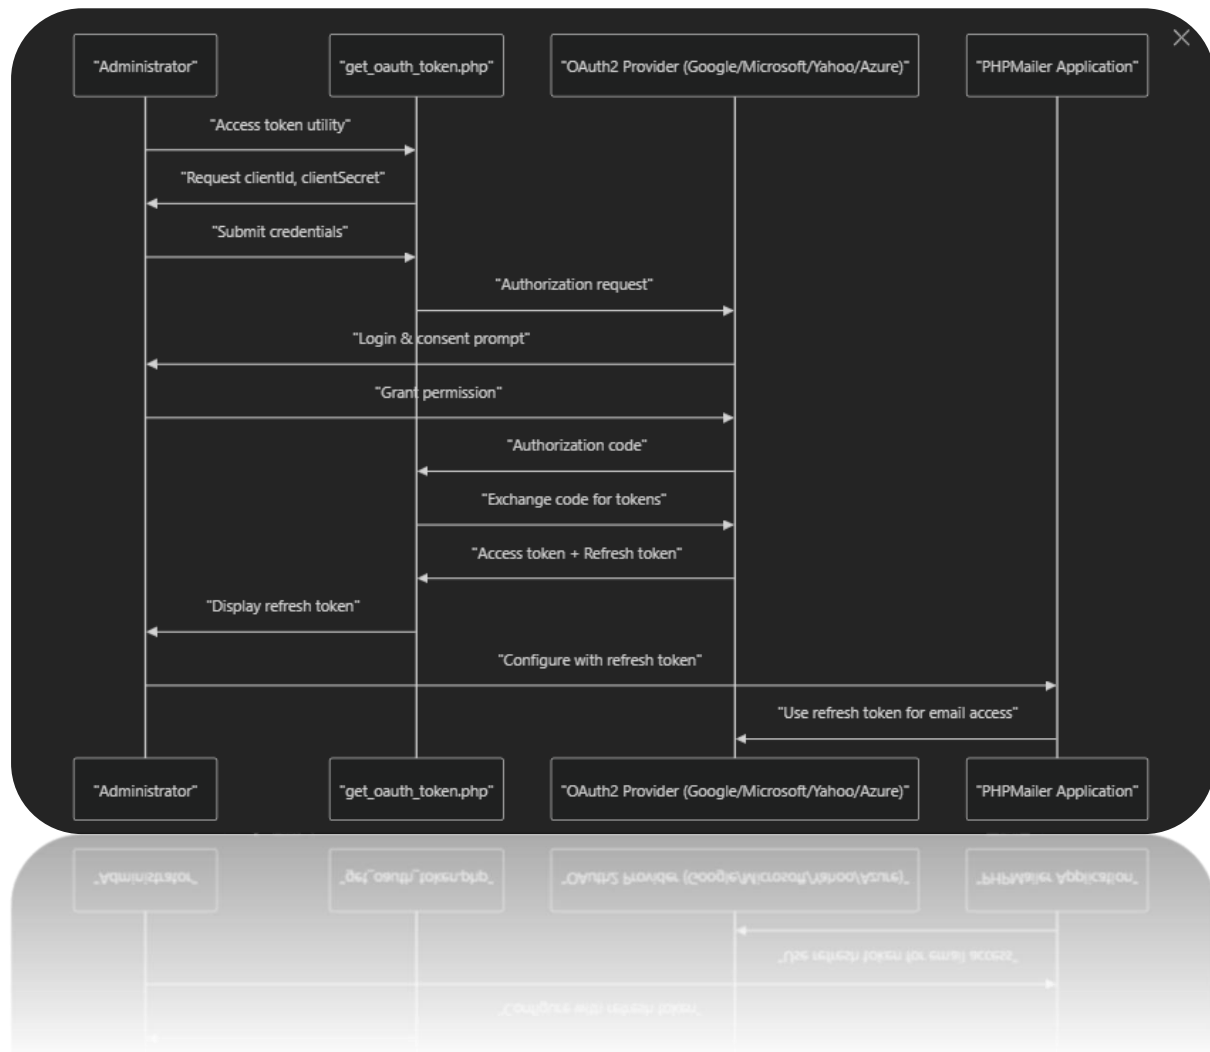 "Administrator"
"get_oauth_token.php"
"OAuth2 Provider (Google/Microsoft/Yahoo/Azure)"
"PHPMailer Application"
"Access token utility"
"Request clientId, clientSecret"
"Submit credentials"
"Authorization request"
"Login & consent prompt"
"Grant permission"
"Authorization code"
"Exchange code for tokens"
"Access token + Refresh token"
"Display refresh token"
"Configure with refresh token"
"Use refresh token for email access"
"Administrator"
"get_oauth_token.php"
"OAuth2 Provider (Google/Microsoft/Yahoo/Azure)"
"PHPMailer Application"